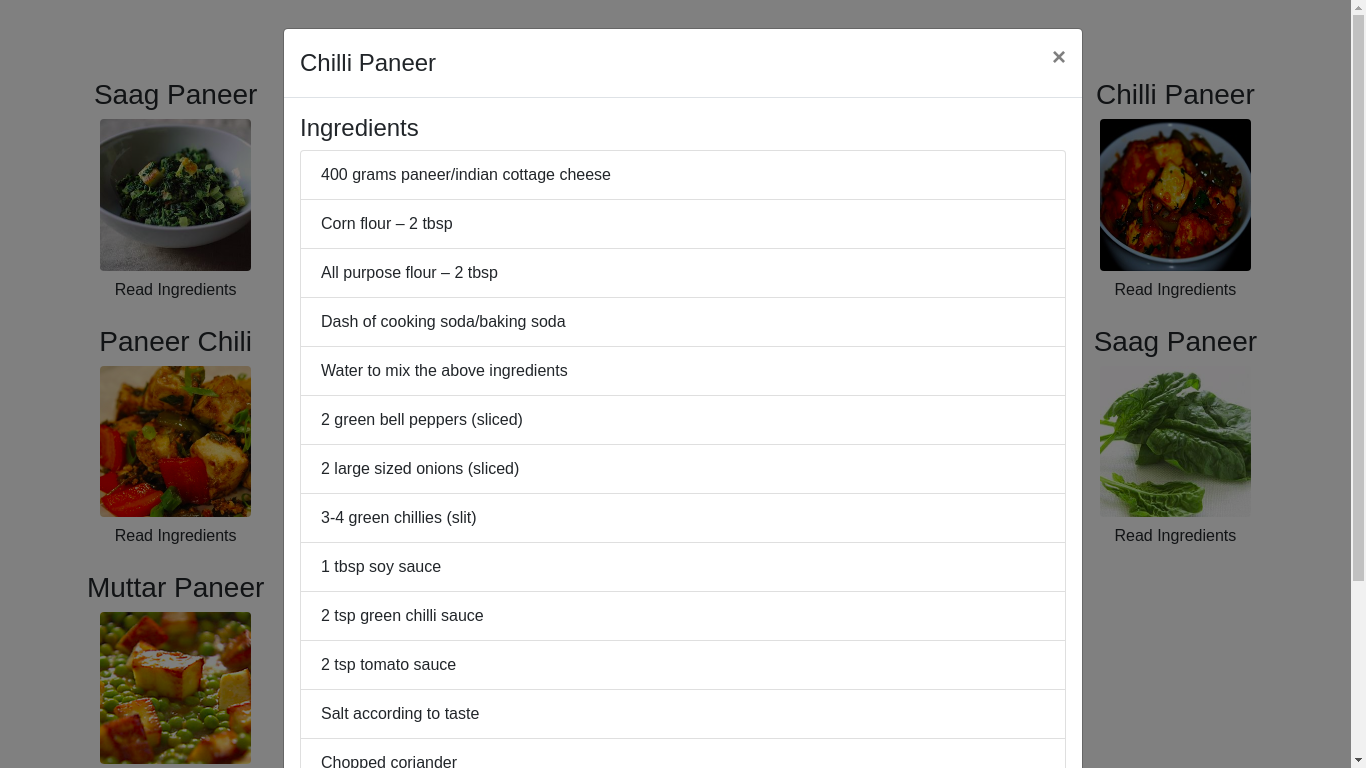 Chilli Paneer
×
Ingredients
400 grams paneer/indian cottage cheese
Corn flour – 2 tbsp
All purpose flour – 2 tbsp
Dash of cooking soda/baking soda
Water to mix the above ingredients
2 green bell peppers (sliced)
2 large sized onions (sliced)
3-4 green chillies (slit)
1 tbsp soy sauce
2 tsp green chilli sauce
2 tsp tomato sauce
Salt according to taste
Chopped coriander
Saag Paneer
Read Ingredients
Paneer Chili
Read Ingredients
Muttar Paneer
Chilli Paneer
Read Ingredients
Saag Paneer
Read Ingredients